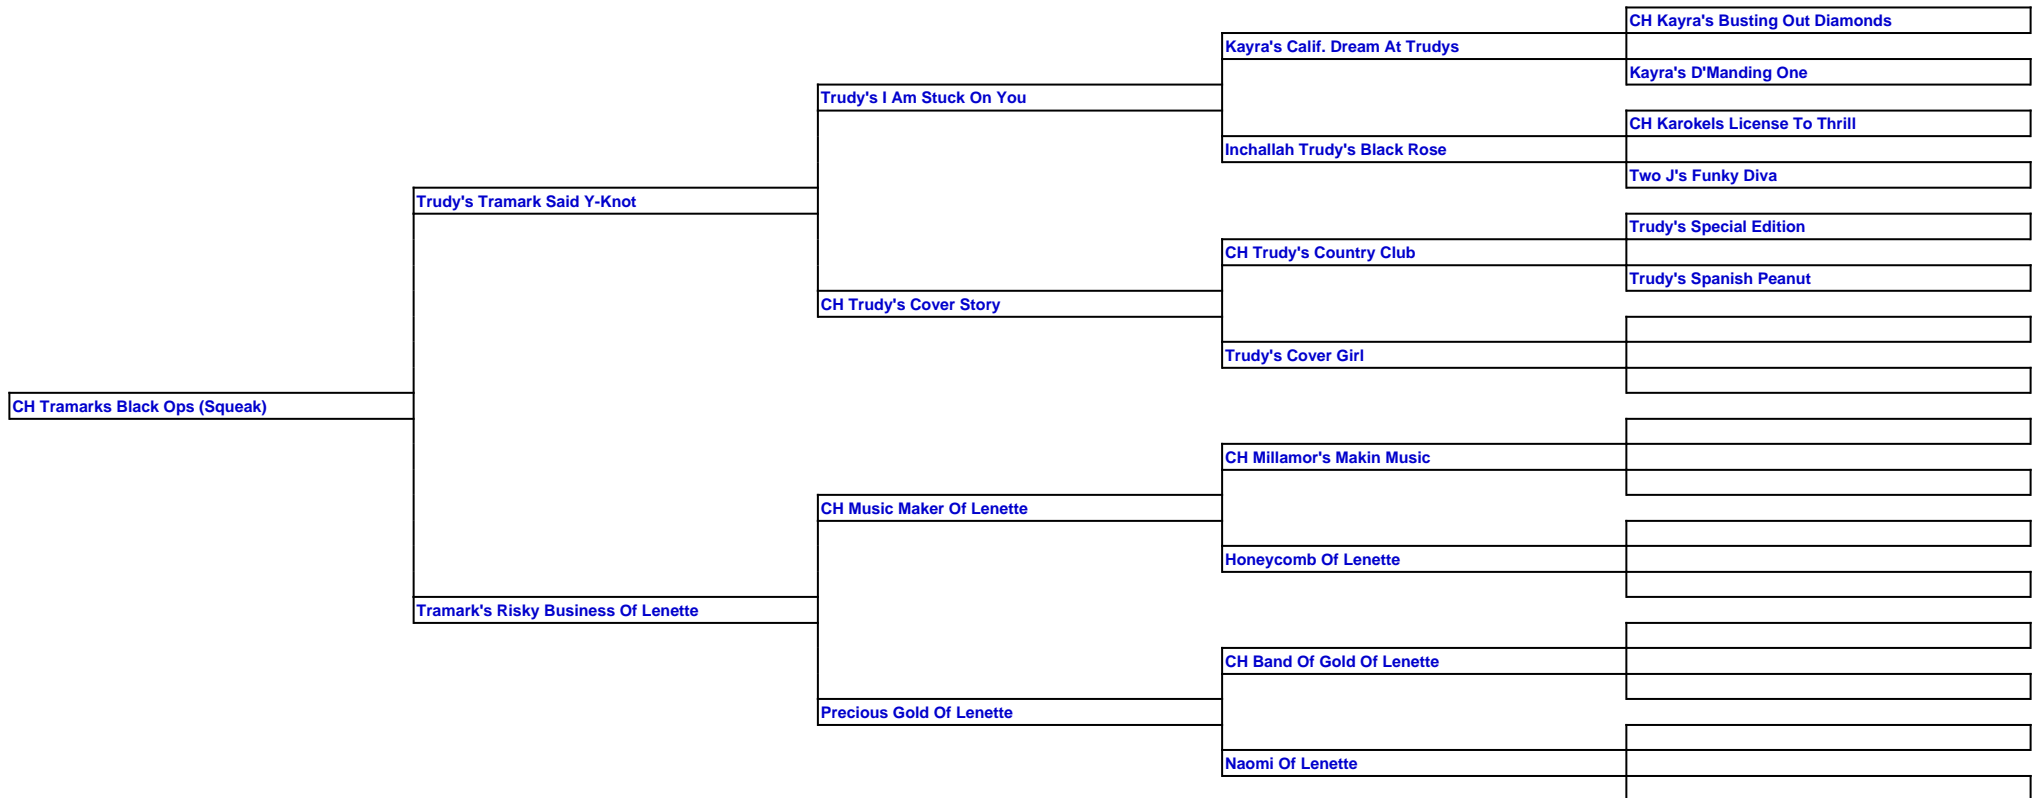 CH Kayra's Busting Out Diamonds
Kayra's Calif. Dream At Trudys
Kayra's D'Manding One
Trudy's I Am Stuck On You
CH Karokels License To Thrill
Inchallah Trudy's Black Rose
Two J's Funky Diva
Trudy's Tramark Said Y-Knot
Trudy's Special Edition
CH Trudy's Country Club
Trudy's Spanish Peanut
CH Trudy's Cover Story
Trudy's Cover Girl
CH Tramarks Black Ops (Squeak)
CH Millamor's Makin Music
CH Music Maker Of Lenette
Honeycomb Of Lenette
Tramark's Risky Business Of Lenette
CH Band Of Gold Of Lenette
Precious Gold Of Lenette
Naomi Of Lenette